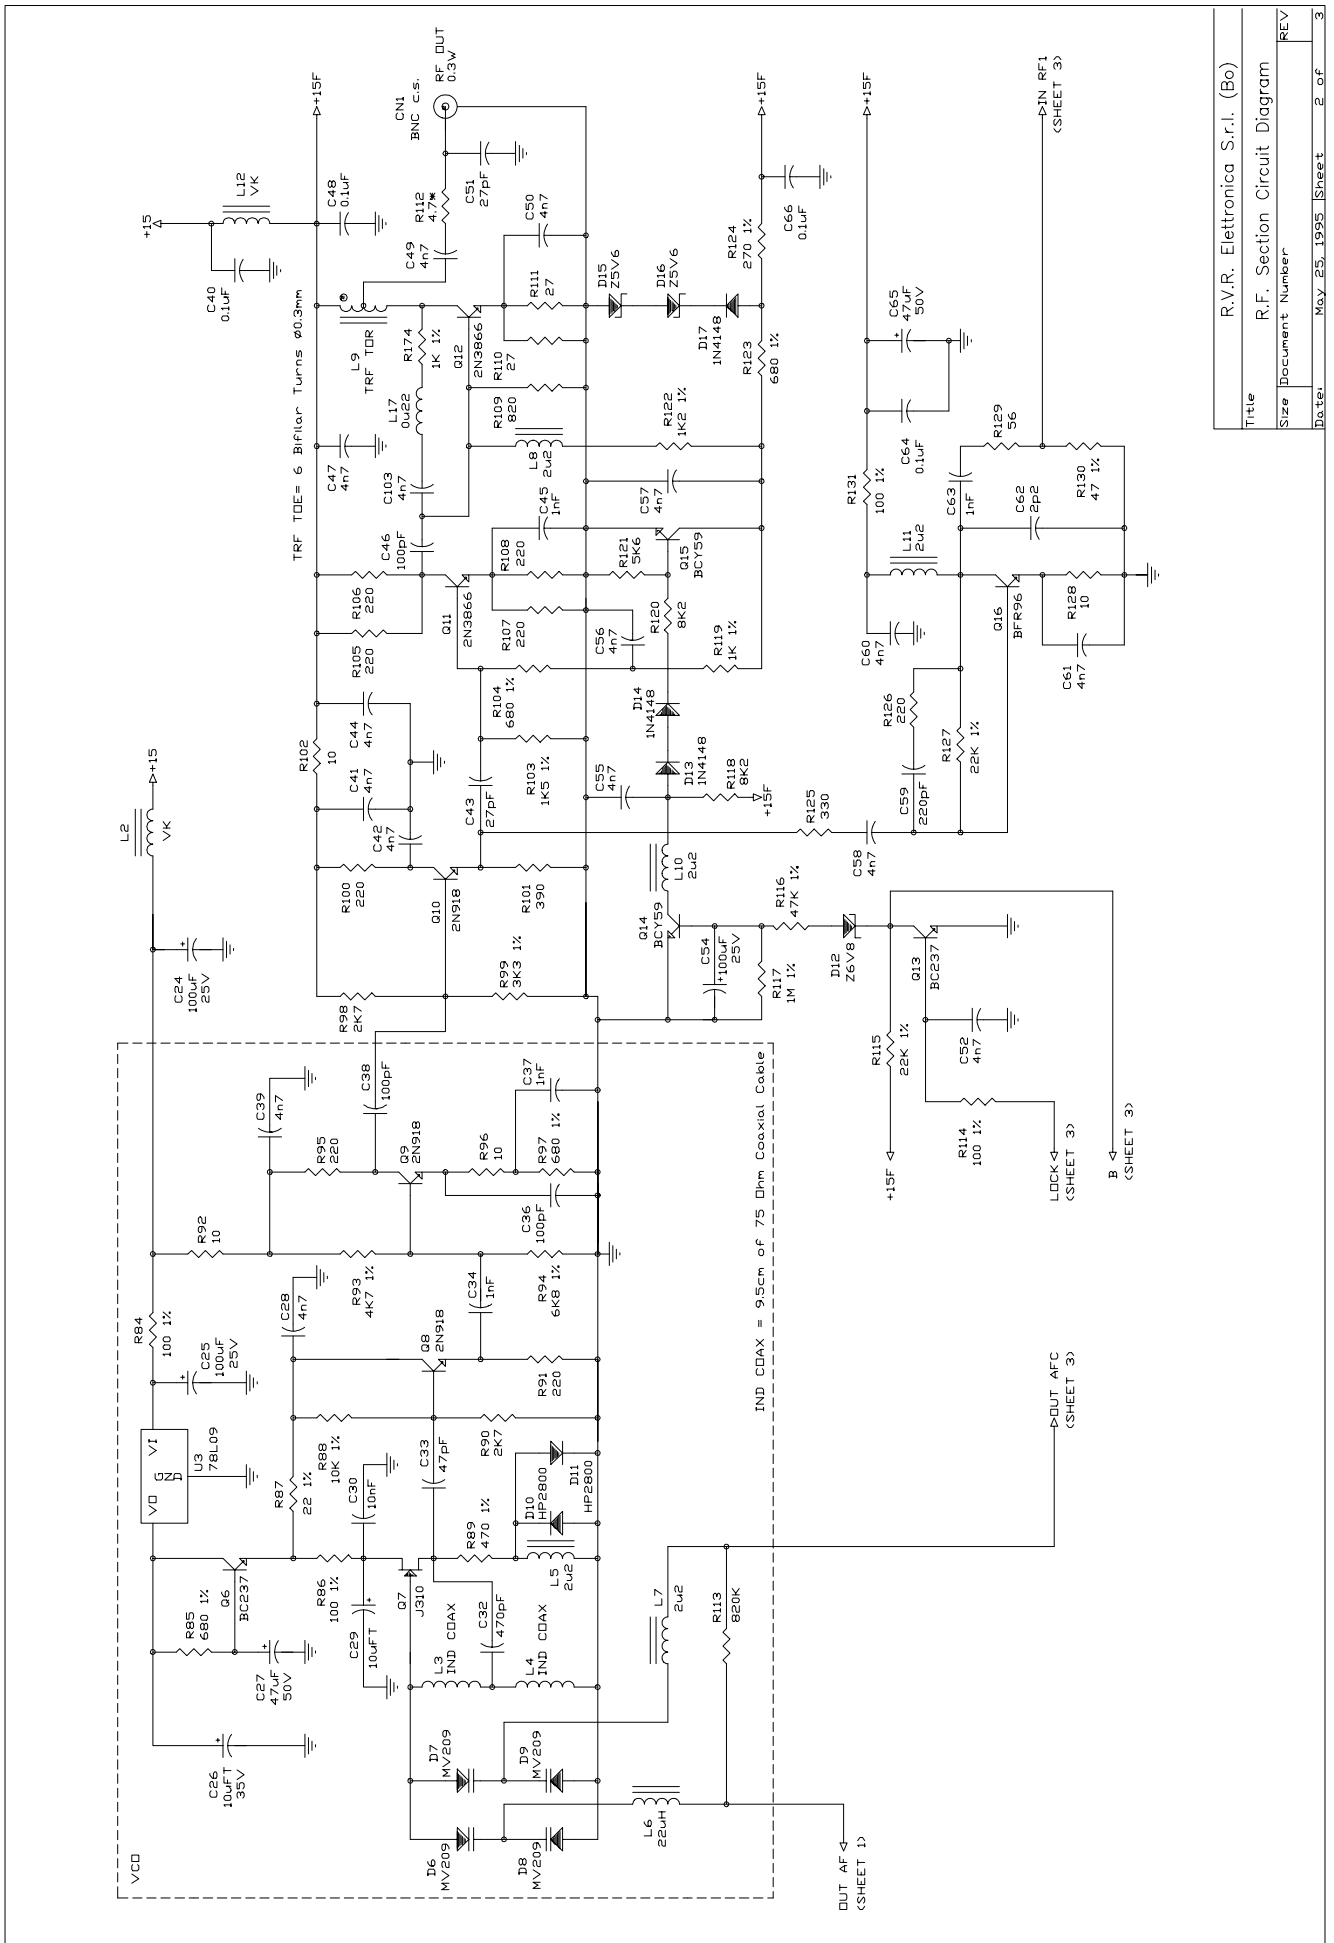 VCO
OUT AF
(SHEET 1)
D6
MV209
D8
MV209
D7
MV209
D9
MV209
L6
22uH
C26
10uFT
35V
C27
47uF
50V
R85
680 1%
Q6
BC237
R86
100 1%
C29
10uFT
C30
10nF
Q7
J310
L3
IND COAX
L4
IND COAX
C32
470pF
R89
470 1%
L5
2u2
D10
HP2800
D11
HP2800
L7
2u2
R113
820K
OUT AFC
(SHEET 3)
U3
78L09
VO
GND
VI
C25
100uF
25V
R84
100 1%
R87
22 1%
R88
10K 1%
C28
4n7
C33
47pF
R90
2K7
Q8
2N918
R91
220
C34
1nF
R92
10
R93
4K7 1%
R94
6K8 1%
C39
4n7
R95
220
Q9
2N918
R96
10
R97
680 1%
C36
100pF
C37
1nF
C38
100pF
IND COAX = 9.5cm of 75 Ohm Coaxial Cable
C24
100uF
25V
L2
VK
+15
R98
2K7
R99
3K3 1%
R100
220
Q10
2N918
R101
390
C42
4n7
C41
4n7
C44
4n7
R102
10
C43
27pF
R103
1K5 1%
R104
680 1%
R105
220
R106
220
Q11
2N3866
R107
220
R108
220
C45
1nF
C46
100pF
C47
4n7
C103
4n7
L17
0u22
R174
1K 1%
TRF TOE= 6 Bifilar Turns Ø0.3mm
L9
TRF TOR
Q12
2N3866
L8
2u2
R109
820
R110
27
R111
27
C50
4n7
C49
4n7
R112
4.7*
C51
27pF
CN1
BNC c.s.
RF OUT
0.3W
+15
C40
0.1uF
L12
VK
C48
0.1uF
+15F
D15
Z5V6
D16
Z5V6
D17
1N4148
R122
1K2 1%
R123
680 1%
R124
270 1%
C66
0.1uF
+15F
C57
4n7
Q15
BCY59
R121
5K6
R120
8K2
C56
4n7
R119
1K 1%
D14
1N4148
D13
1N4148
C55
4n7
R118
8K2
+15F
L10
2u2
Q14
BCY59
C54
100uF
25V
R117
1M 1%
R116
47K 1%
D12
Z6V8
Q13
BC237
R115
22K 1%
+15F
C52
4n7
R114
100 1%
LOCK
(SHEET 3)
B
(SHEET 3)
R125
330
C58
4n7
C59
220pF
R126
220
R127
22K 1%
C60
4n7
L11
2u2
Q16
BFR96
R128
10
C61
4n7
C62
2p2
C63
1nF
R129
56
R130
47 1%
R131
100 1%
C64
0.1uF
C65
47uF
50V
+15F
IN RF1
(SHEET 3)
R.V.R. Elettronica S.r.l. (Bo)
Title
R.F. Section Circuit Diagram
Size Document Number REV
Date: May 25, 1995 Sheet 2 of 3